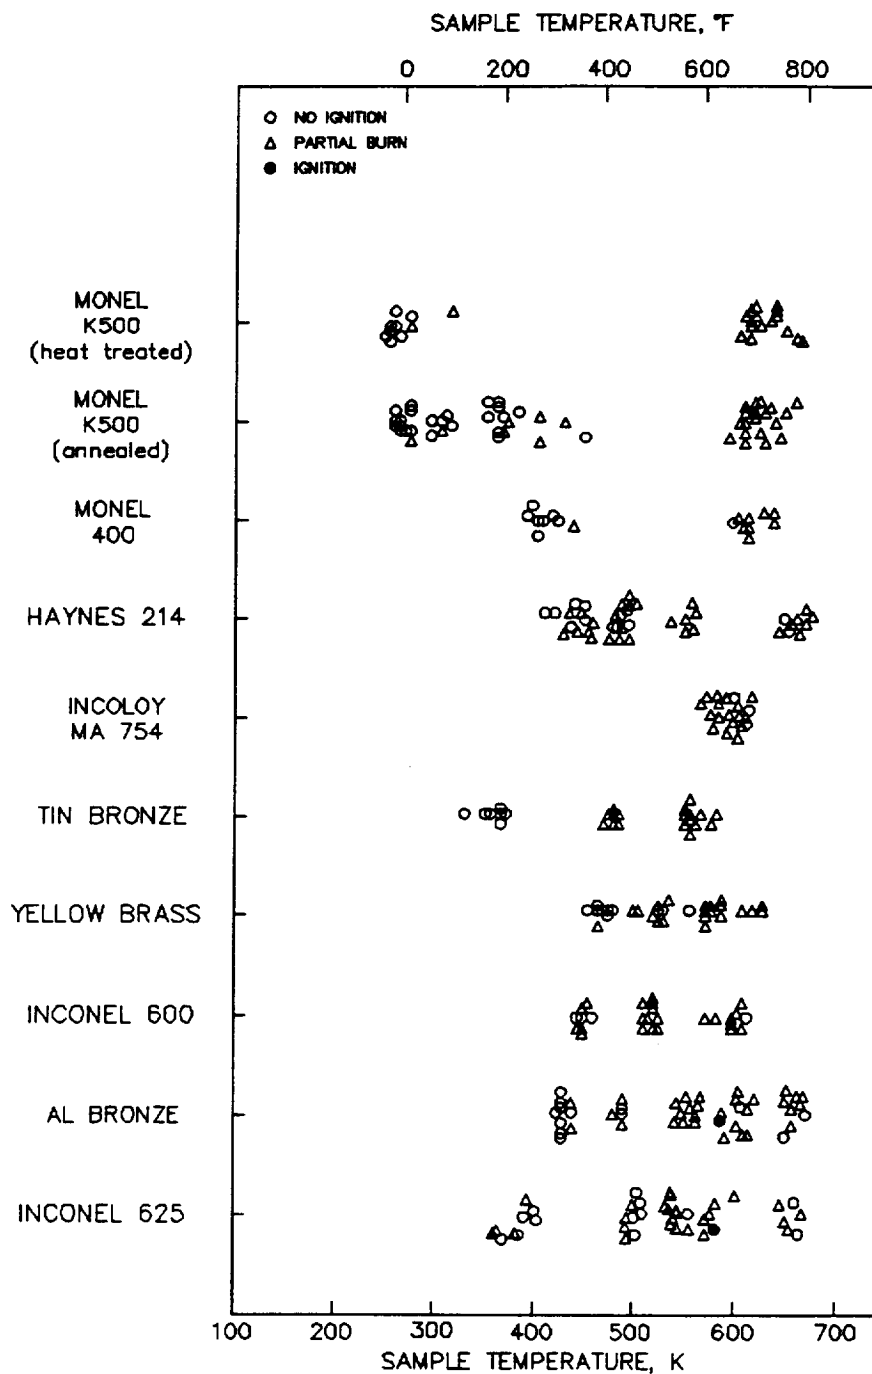 SAMPLE TEMPERATURE, °F
0 200 400 600 800
NO IGNITION
PARTIAL BURN
IGNITION
MONEL
K500
(heat treated)
MONEL
K500
(annealed)
MONEL
400
HAYNES 214
INCOLOY
MA 754
TIN BRONZE
YELLOW BRASS
INCONEL 600
AL BRONZE
INCONEL 625
100 200 300 400 500 600 700
SAMPLE TEMPERATURE, K